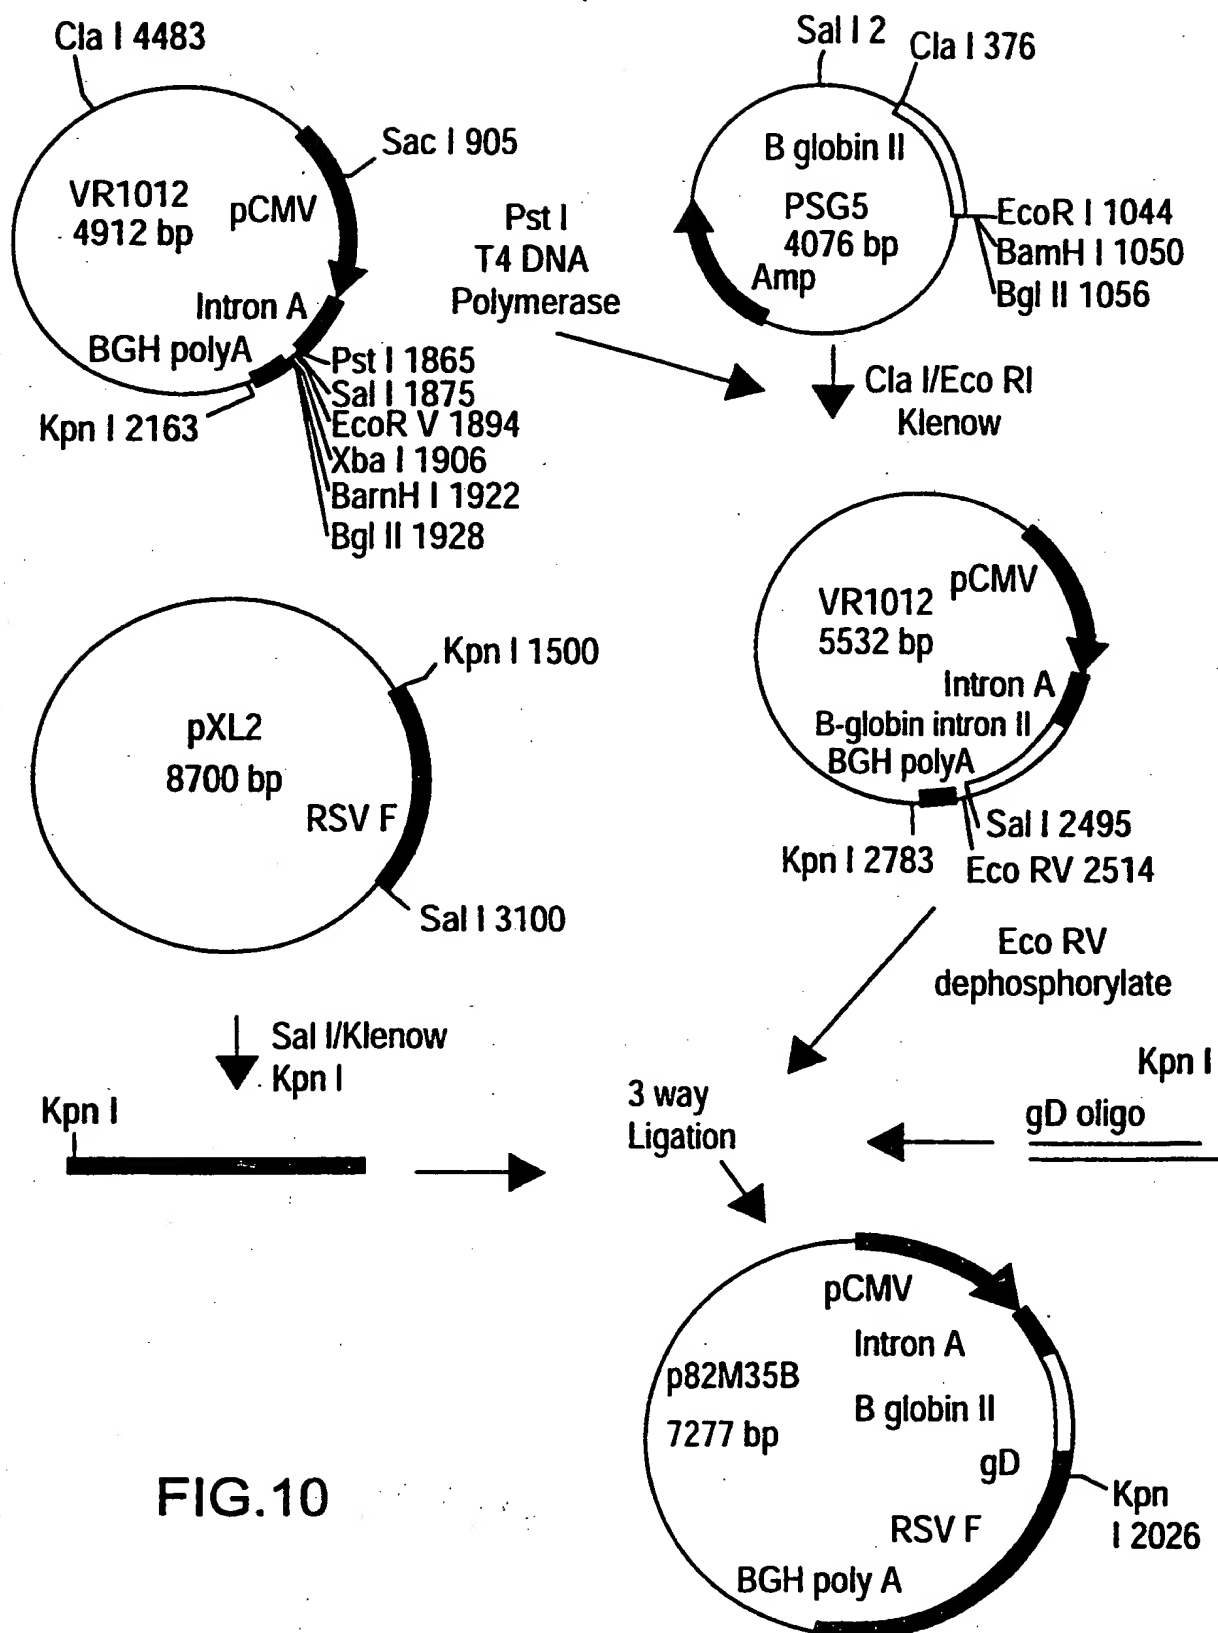 Cla I 4483
Sac I 905
VR1012
4912 bp
pCMV
Intron A
BGH polyA
Pst I 1865
Sal I 1875
EcoR V 1894
Xba I 1906
BarnH I 1922
Bgl II 1928
Kpn I 2163
Sal I 2
Cla I 376
B globin II
PSG5
4076 bp
Amp
EcoR I 1044
BamH I 1050
Bgl II 1056
Pst I
T4 DNA
Polymerase
Cla I/Eco RI
Klenow
pXL2
8700 bp
RSV F
Kpn I 1500
Sal I 3100
VR1012
5532 bp
pCMV
Intron A
B-globin intron II
BGH polyA
Sal I 2495
Kpn I 2783
Eco RV 2514
Eco RV
dephosphorylate
Sal I/Klenow
Kpn I
Kpn I
3 way
Ligation
Kpn I
gD oligo
pCMV
Intron A
p82M35B
7277 bp
B globin II
gD
Kpn
I 2026
RSV F
BGH poly A
FIG.10